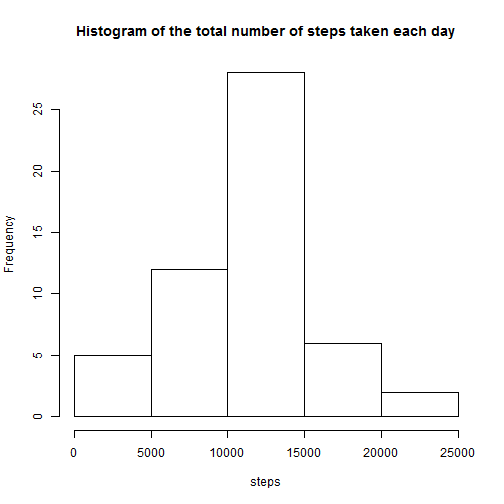 Histogram of the total number of steps taken each day
Frequency
25
20
15
10
5
0
0 5000 10000 15000 20000 25000
steps